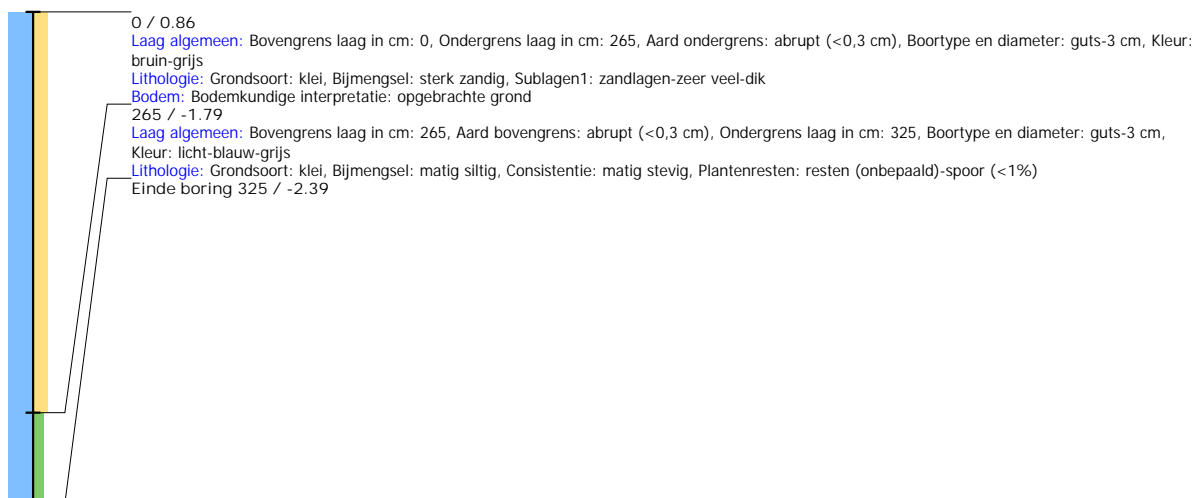 0 / 0.86
Laag algemeen: Bovengrens laag in cm: 0, Ondergrens laag in cm: 265, Aard ondergrens: abrupt (<0,3 cm), Boortype en diameter: guts-3 cm, Kleur:
bruin-grijs
Lithologie: Grondsoort: klei, Bijmengsel: sterk zandig, Sublagen1: zandlagen-zeer veel-dik
Bodem: Bodemkundige interpretatie: opgebrachte grond
265 / -1.79
Laag algemeen: Bovengrens laag in cm: 265, Aard bovengrens: abrupt (<0,3 cm), Ondergrens laag in cm: 325, Boortype en diameter: guts-3 cm,
Kleur: licht-blauw-grijs
Lithologie: Grondsoort: klei, Bijmengsel: matig siltig, Consistentie: matig stevig, Plantenresten: resten (onbepaald)-spoor (<1%)
Einde boring 325 / -2.39